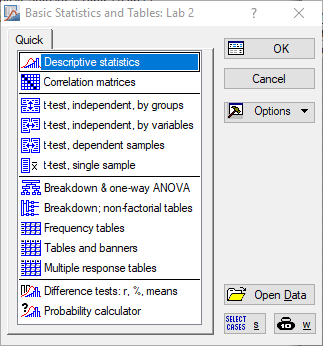 Basic Statistics and Tables: Lab 2
? ×
Quick
Descriptive statistics
Correlation matrices
t-test, independent, by groups
t-test, independent, by variables
t-test, dependent samples
t-test, single sample
Breakdown & one-way ANOVA
Breakdown; non-factorial tables
Frequency tables
Tables and banners
Multiple response tables
Difference tests: r, %, means
Probability calculator
OK
Cancel
Options
Open Data
SELECT CASES S
W